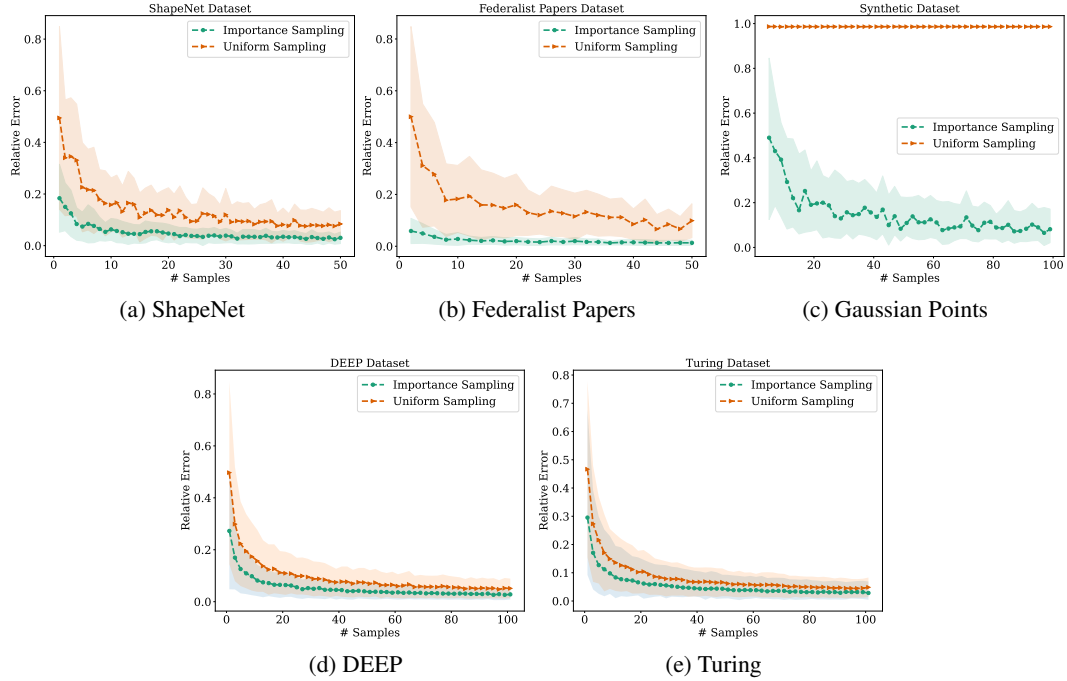 ShapeNet Dataset
Importance Sampling
Uniform Sampling
0.8
0.6
0.4
0.2
0.0
Relative Error
0 10 20 30 40 50
# Samples
(a) ShapeNet
Federalist Papers Dataset
Importance Sampling
Uniform Sampling
0.8
0.6
0.4
0.2
0.0
Relative Error
0 10 20 30 40 50
# Samples
(b) Federalist Papers
Synthetic Dataset
Importance Sampling
Uniform Sampling
1.0
0.8
0.6
0.4
0.2
0.0
Relative Error
20 40 60 80 100
# Samples
(c) Gaussian Points
DEEP Dataset
Importance Sampling
Uniform Sampling
0.8
0.6
0.4
0.2
0.0
Relative Error
0 20 40 60 80 100
# Samples
(d) DEEP
Turing Dataset
Importance Sampling
Uniform Sampling
0.8
0.7
0.6
0.5
0.4
0.3
0.2
0.1
0.0
Relative Error
0 20 40 60 80 100
# Samples
(e) Turing